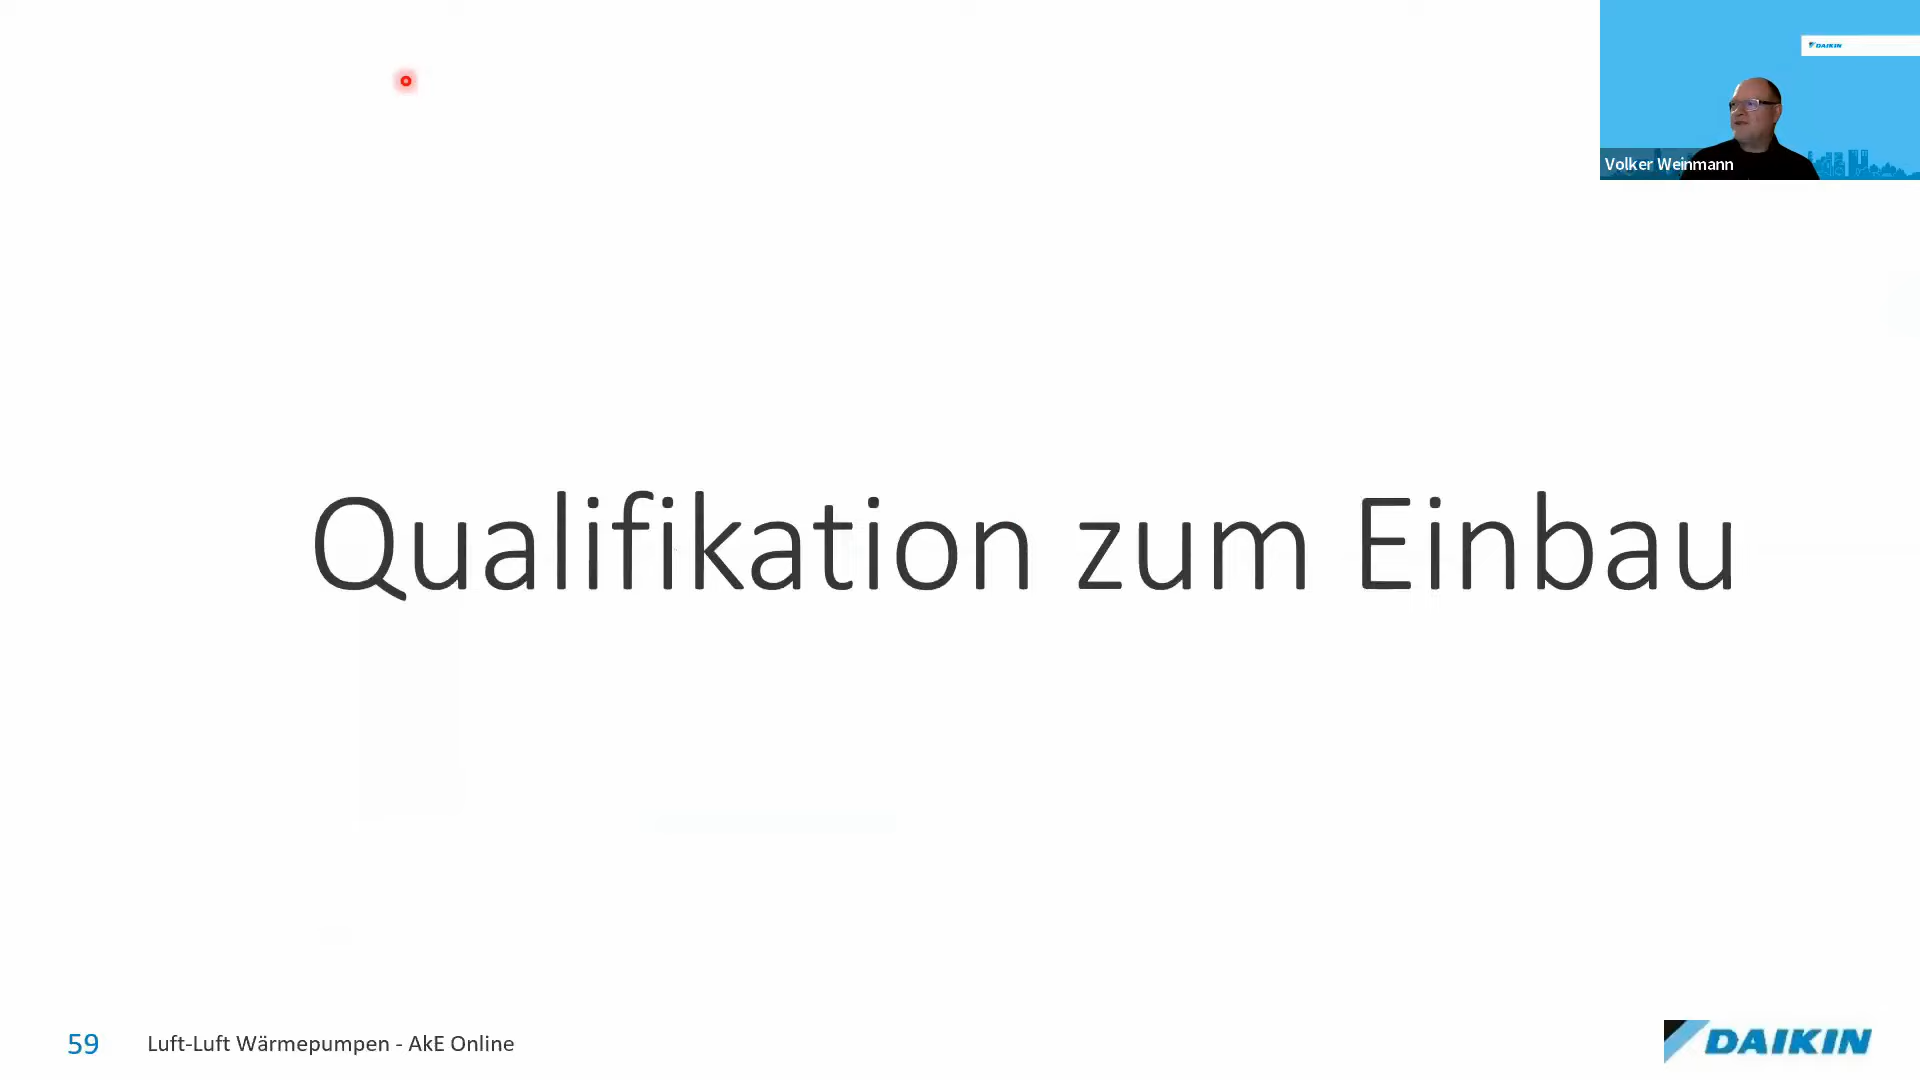 DAIKIN
Volker Weinmann
Qualifikation zum Einbau
59
Luft-Luft Wärmepumpen - AkE Online
DAIKIN